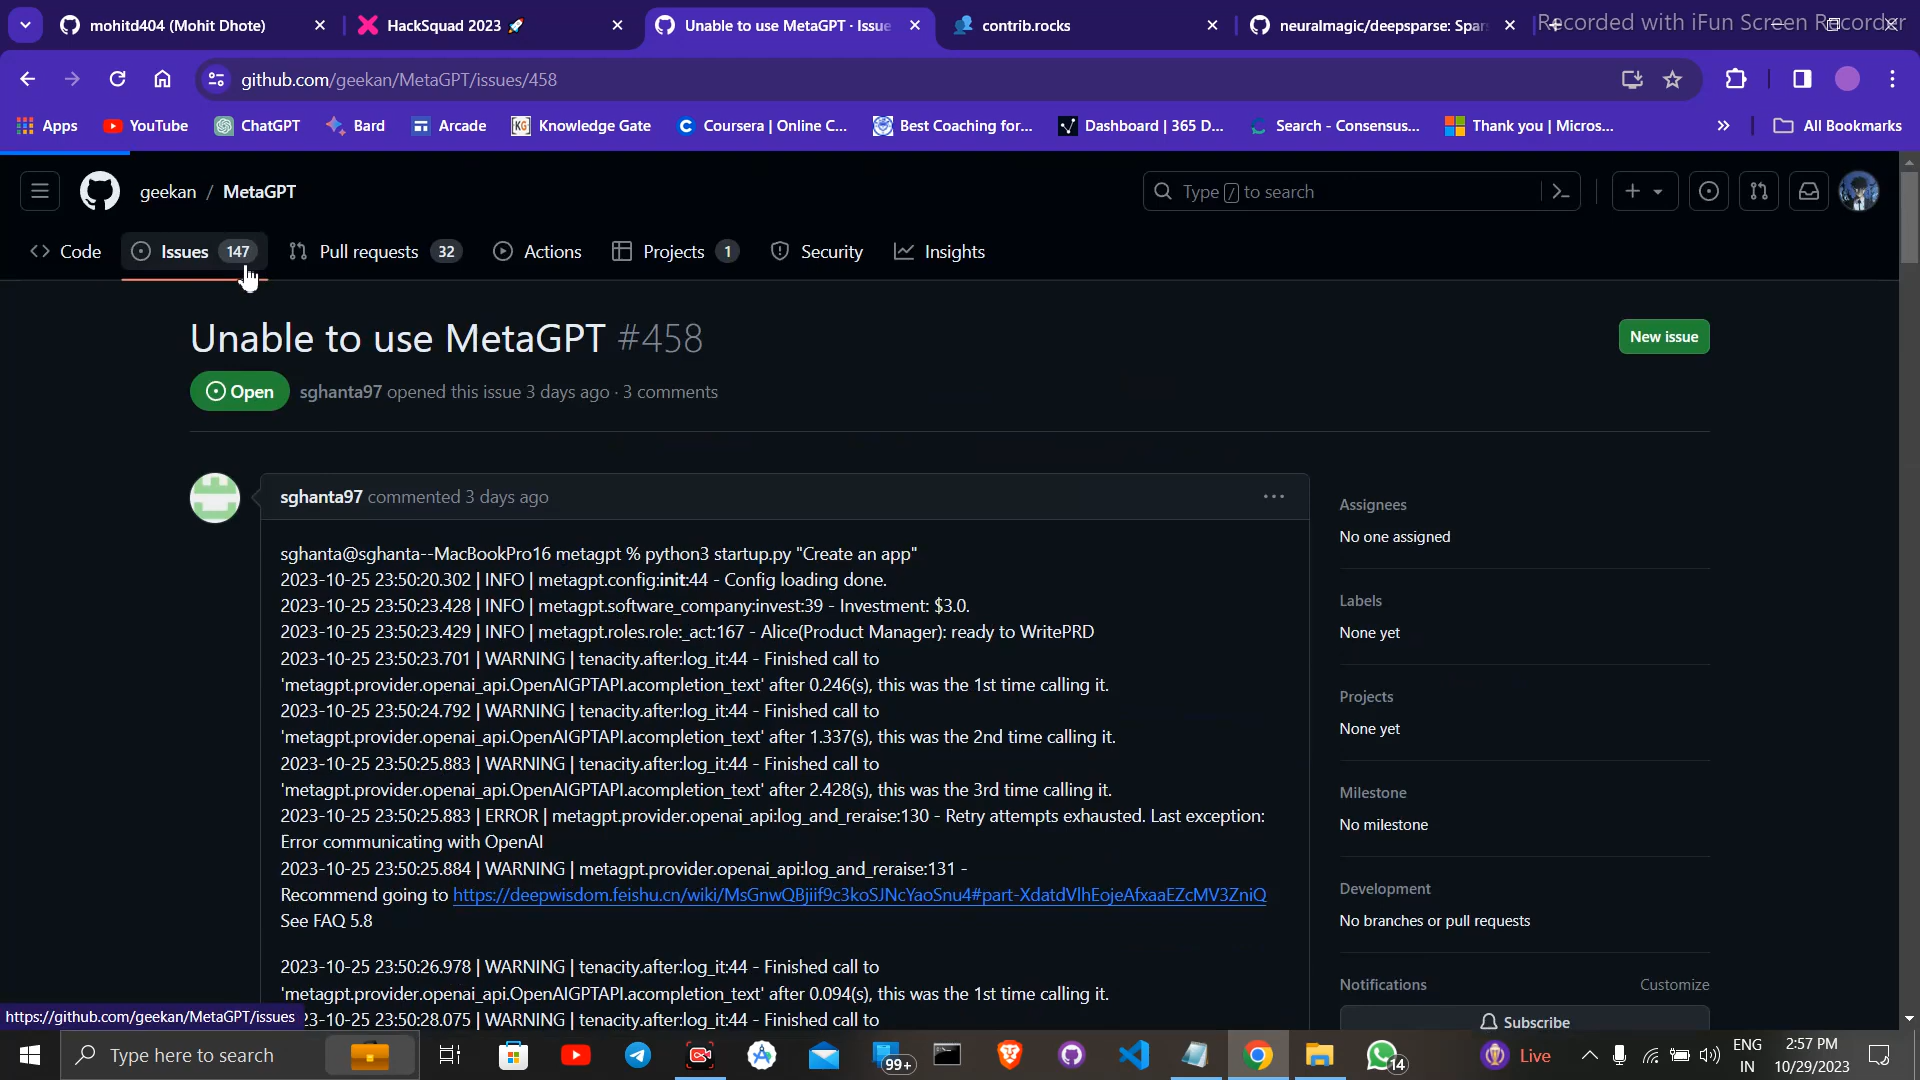 mohitd404 (Mohit Dhote)
HackSquad 2023 🚀
Unable to use MetaGPT · Issue
contrib.rocks
neuralmagic/deepsparse: Spars
Recorded with iFun Screen Recorder
github.com/geekan/MetaGPT/issues/458
Apps
YouTube
ChatGPT
Bard
Arcade
KG Knowledge Gate
Coursera | Online C...
Best Coaching for...
Dashboard | 365 D...
Search - Consensus...
Thank you | Micros...
All Bookmarks
geekan / MetaGPT
Type / to search
Code
Issues 147
Pull requests 32
Actions
Projects 1
Security
Insights
Unable to use MetaGPT #458
New issue
Open
sghanta97 opened this issue 3 days ago · 3 comments
sghanta97 commented 3 days ago
sghanta@sghanta--MacBookPro16 metagpt % python3 startup.py "Create an app"
2023-10-25 23:50:20.302 | INFO | metagpt.config:init:44 - Config loading done.
2023-10-25 23:50:23.428 | INFO | metagpt.software_company:invest:39 - Investment: $3.0.
2023-10-25 23:50:23.429 | INFO | metagpt.roles.role:_act:167 - Alice(Product Manager): ready to WritePRD
2023-10-25 23:50:23.701 | WARNING | tenacity.after:log_it:44 - Finished call to
'metagpt.provider.openai_api.OpenAIGPTAPI.acompletion_text' after 0.246(s), this was the 1st time calling it.
2023-10-25 23:50:24.792 | WARNING | tenacity.after:log_it:44 - Finished call to
'metagpt.provider.openai_api.OpenAIGPTAPI.acompletion_text' after 1.337(s), this was the 2nd time calling it.
2023-10-25 23:50:25.883 | WARNING | tenacity.after:log_it:44 - Finished call to
'metagpt.provider.openai_api.OpenAIGPTAPI.acompletion_text' after 2.428(s), this was the 3rd time calling it.
2023-10-25 23:50:25.883 | ERROR | metagpt.provider.openai_api:log_and_reraise:130 - Retry attempts exhausted. Last exception:
Error communicating with OpenAI
2023-10-25 23:50:25.884 | WARNING | metagpt.provider.openai_api:log_and_reraise:131 -
Recommend going to https://deepwisdom.feishu.cn/wiki/MsGnwQBjiif9c3koSJNcYaoSnu4#part-XdatdVlhEojeAfxaaEZcMV3ZniQ
See FAQ 5.8
2023-10-25 23:50:26.978 | WARNING | tenacity.after:log_it:44 - Finished call to
'metagpt.provider.openai_api.OpenAIGPTAPI.acompletion_text' after 0.094(s), this was the 1st time calling it.
23-10-25 23:50:28.075 | WARNING | tenacity.after:log_it:44 - Finished call to
Assignees
No one assigned
Labels
None yet
Projects
None yet
Milestone
No milestone
Development
No branches or pull requests
Notifications
Customize
Subscribe
https://github.com/geekan/MetaGPT/issues
Type here to search
99+
14
Live
ENG
IN
2:57 PM
10/29/2023